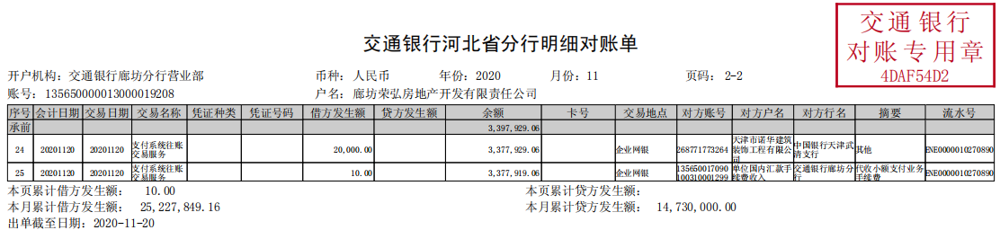 交通银行
对账专用章
4DAF54D2
交通银行河北省分行明细对账单
开户机构：交通银行廊坊分行营业部 币种：人民币 年份：2020 月份：11 页码： 2-2
账号：135650000013000019208 户名：廊坊荣弘房地产开发有限责任公司
序号 会计日期 交易日期 交易名称 凭证种类 凭证号码 借方发生额 贷方发生额 余额 卡号 交易地点 对方账号 对方户名 对方行名 摘要 流水号
承前 3,397,929.06
24 20201120 20201120 支付系统往账交易服务 20,000.00 3,377,929.06 企业网银 268771773264 天津市诺华建筑装饰工程有限公司 中国银行天津武清支行 其他 ENE0000010270890
25 20201120 20201120 支付系统往账交易服务 10.00 3,377,919.06 企业网银 135650017090100310001299 单位国内汇款手续费收入 交通银行廊坊分行 代收小额支付业务手续费 ENE0000010270890
本页累计借方发生额： 10.00 本页累计贷方发生额：
本月累计借方发生额： 25,227,849.16 本月累计贷方发生额： 14,730,000.00
出单截至日期：2020-11-20